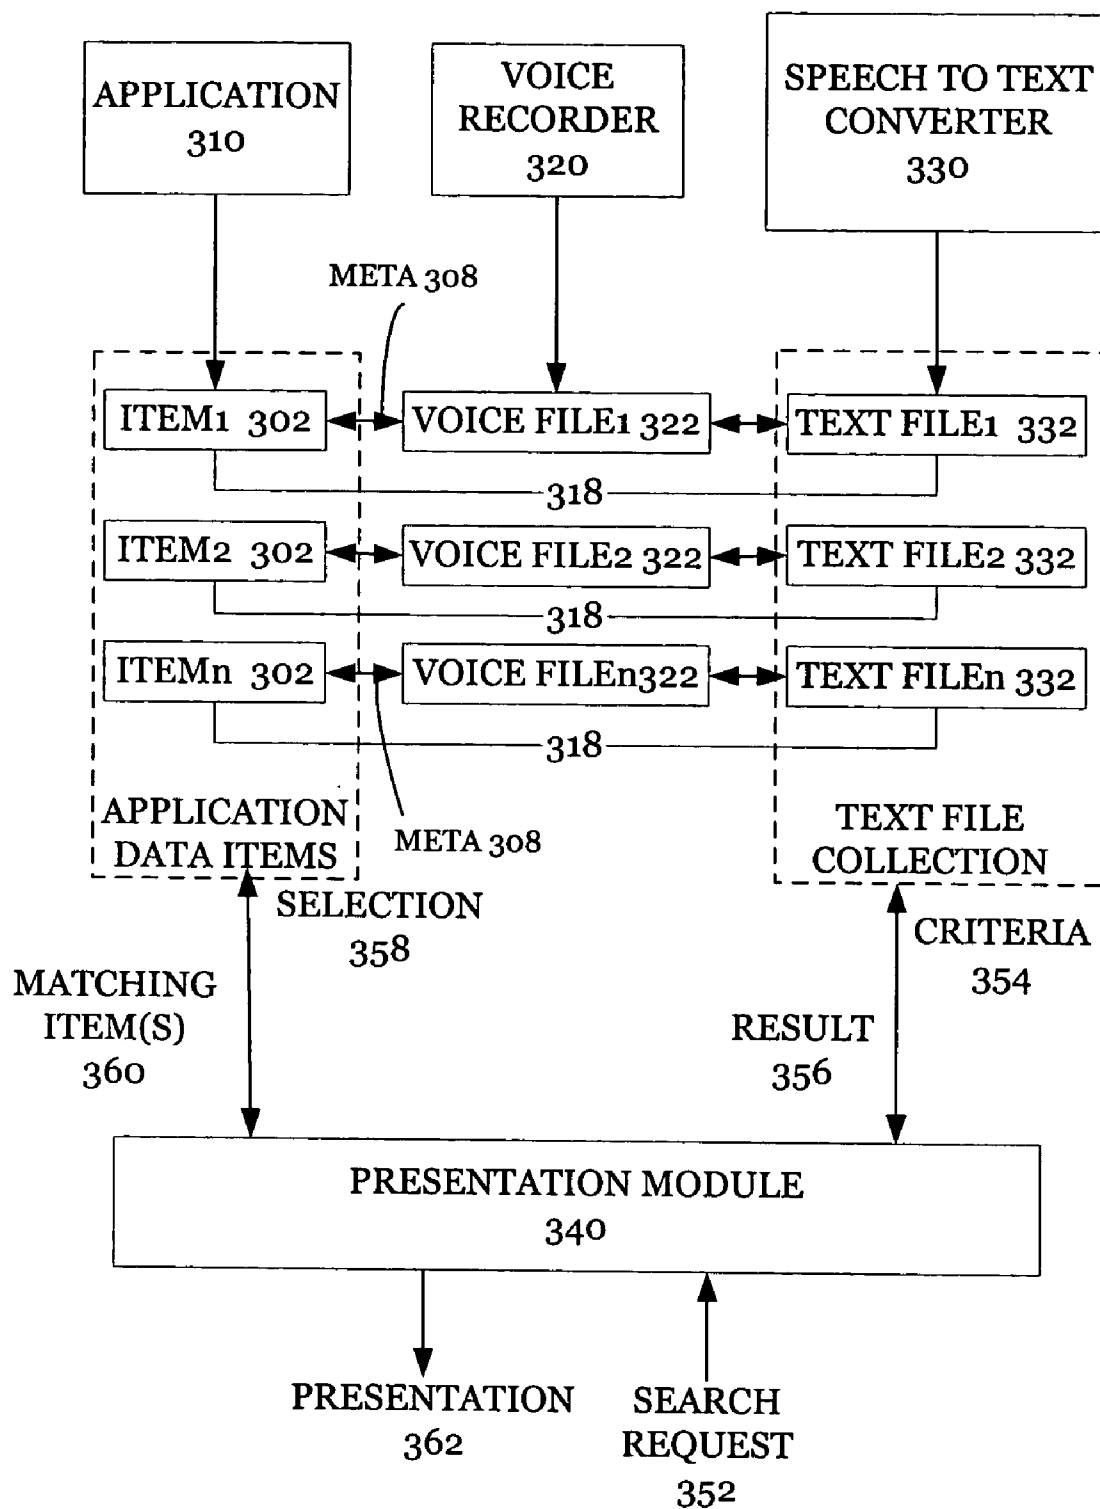 APPLICATION
310
VOICE
RECORDER
320
SPEECH TO TEXT
CONVERTER
330
META 308
ITEM1 302
VOICE FILE1 322
TEXT FILE1 332
318
ITEM2 302
VOICE FILE2 322
TEXT FILE2 332
318
ITEMn 302
VOICE FILEn322
TEXT FILEn 332
318
APPLICATION
DATA ITEMS
META 308
TEXT FILE
COLLECTION
SELECTION
358
CRITERIA
354
MATCHING
ITEM(S)
360
RESULT
356
PRESENTATION MODULE
340
PRESENTATION
362
SEARCH
REQUEST
352